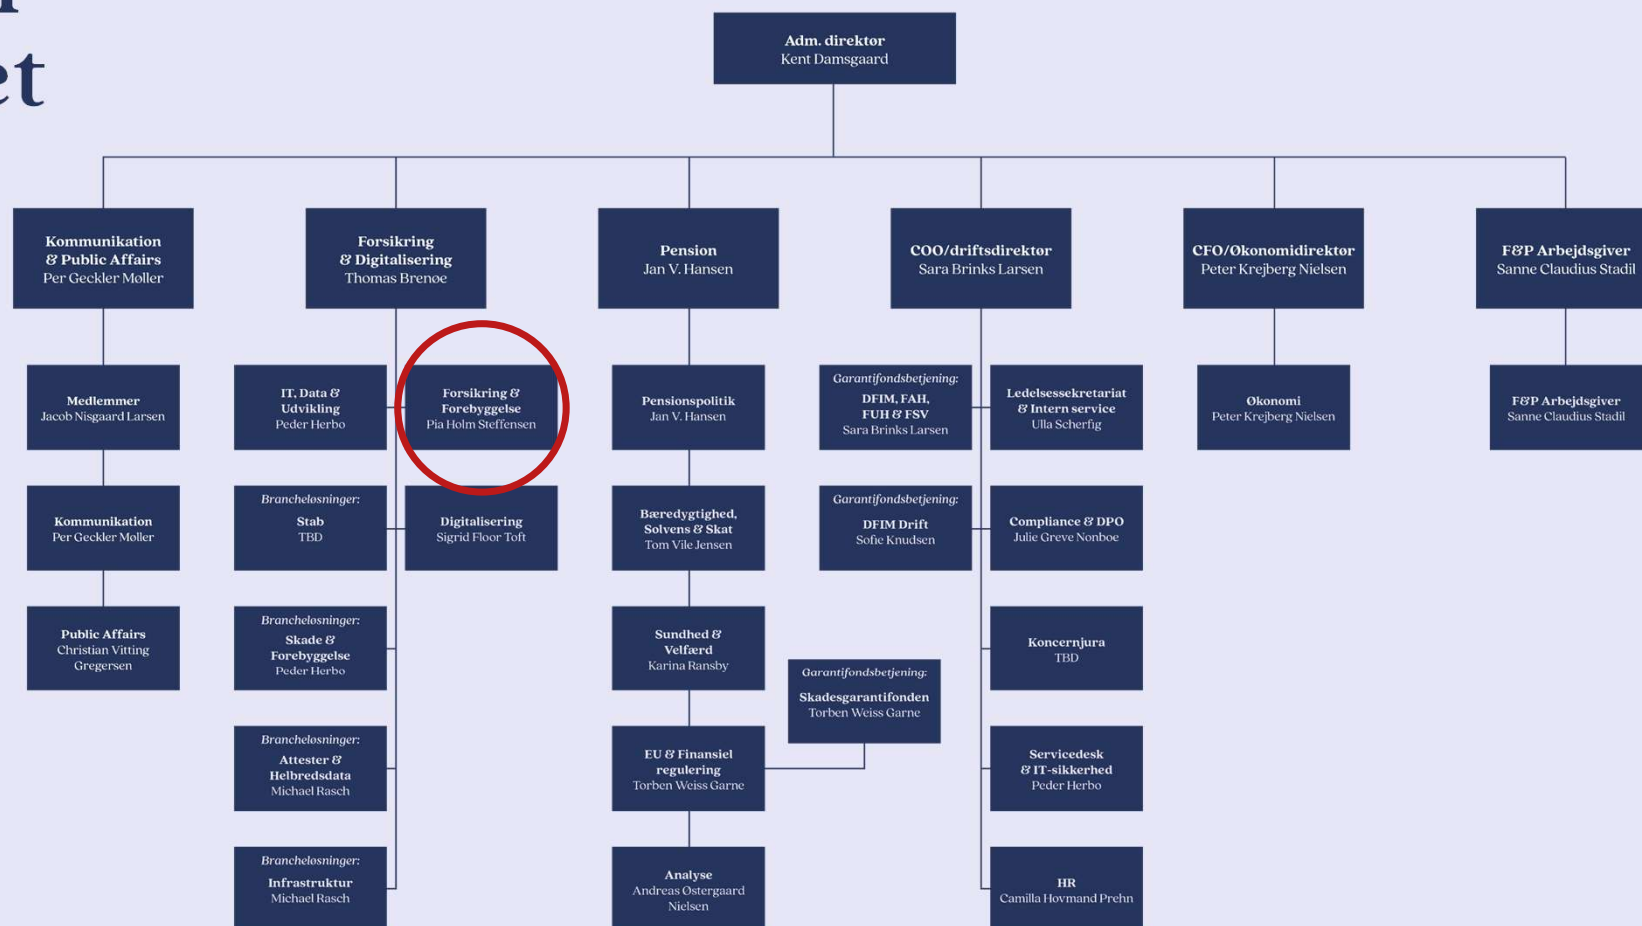 et
Adm. direktør
Kent Damsgaard
Kommunikation
& Public Affairs
Per Geckler Møller
Forsikring
& Digitalisering
Thomas Brenøe
Pension
Jan V. Hansen
COO/driftsdirektør
Sara Brinks Larsen
CFO/Økonomidirektør
Peter Krejberg Nielsen
F&P Arbejdsgiver
Sanne Claudius Stadil
Medlemmer
Jacob Nisgaard Larsen
Kommunikation
Per Geckler Møller
Public Affairs
Christian Vitting
Gregersen
IT, Data &
Udvikling
Peder Herbo
Forsikring &
Forebyggelse
Pia Holm Steffensen
Brancheløsninger:
Stab
TBD
Digitalisering
Sigrid Floor Toft
Brancheløsninger:
Skade &
Forebyggelse
Peder Herbo
Brancheløsninger:
Attester &
Helbredsdata
Michael Rasch
Brancheløsninger:
Infrastruktur
Michael Rasch
Pensionspolitik
Jan V. Hansen
Bæredygtighed,
Solvens & Skat
Tom Vile Jensen
Sundhed &
Velfærd
Karina Ransby
EU & Finansiel
regulering
Torben Weiss Garne
Garantifondsbetjening:
Skadesgarantifonden
Torben Weiss Garne
Analyse
Andreas Østergaard
Nielsen
Garantifondsbetjening:
DFIM, FAH,
FUH & FSV
Sara Brinks Larsen
Ledelsessekretariat
& Intern service
Ulla Scherfig
Garantifondsbetjening:
DFIM Drift
Sofie Knudsen
Compliance & DPO
Julie Greve Nonboe
Koncernjura
TBD
Servicedesk
& IT-sikkerhed
Peder Herbo
HR
Camilla Hovmand Prehn
Økonomi
Peter Krejberg Nielsen
F&P Arbejdsgiver
Sanne Claudius Stadil